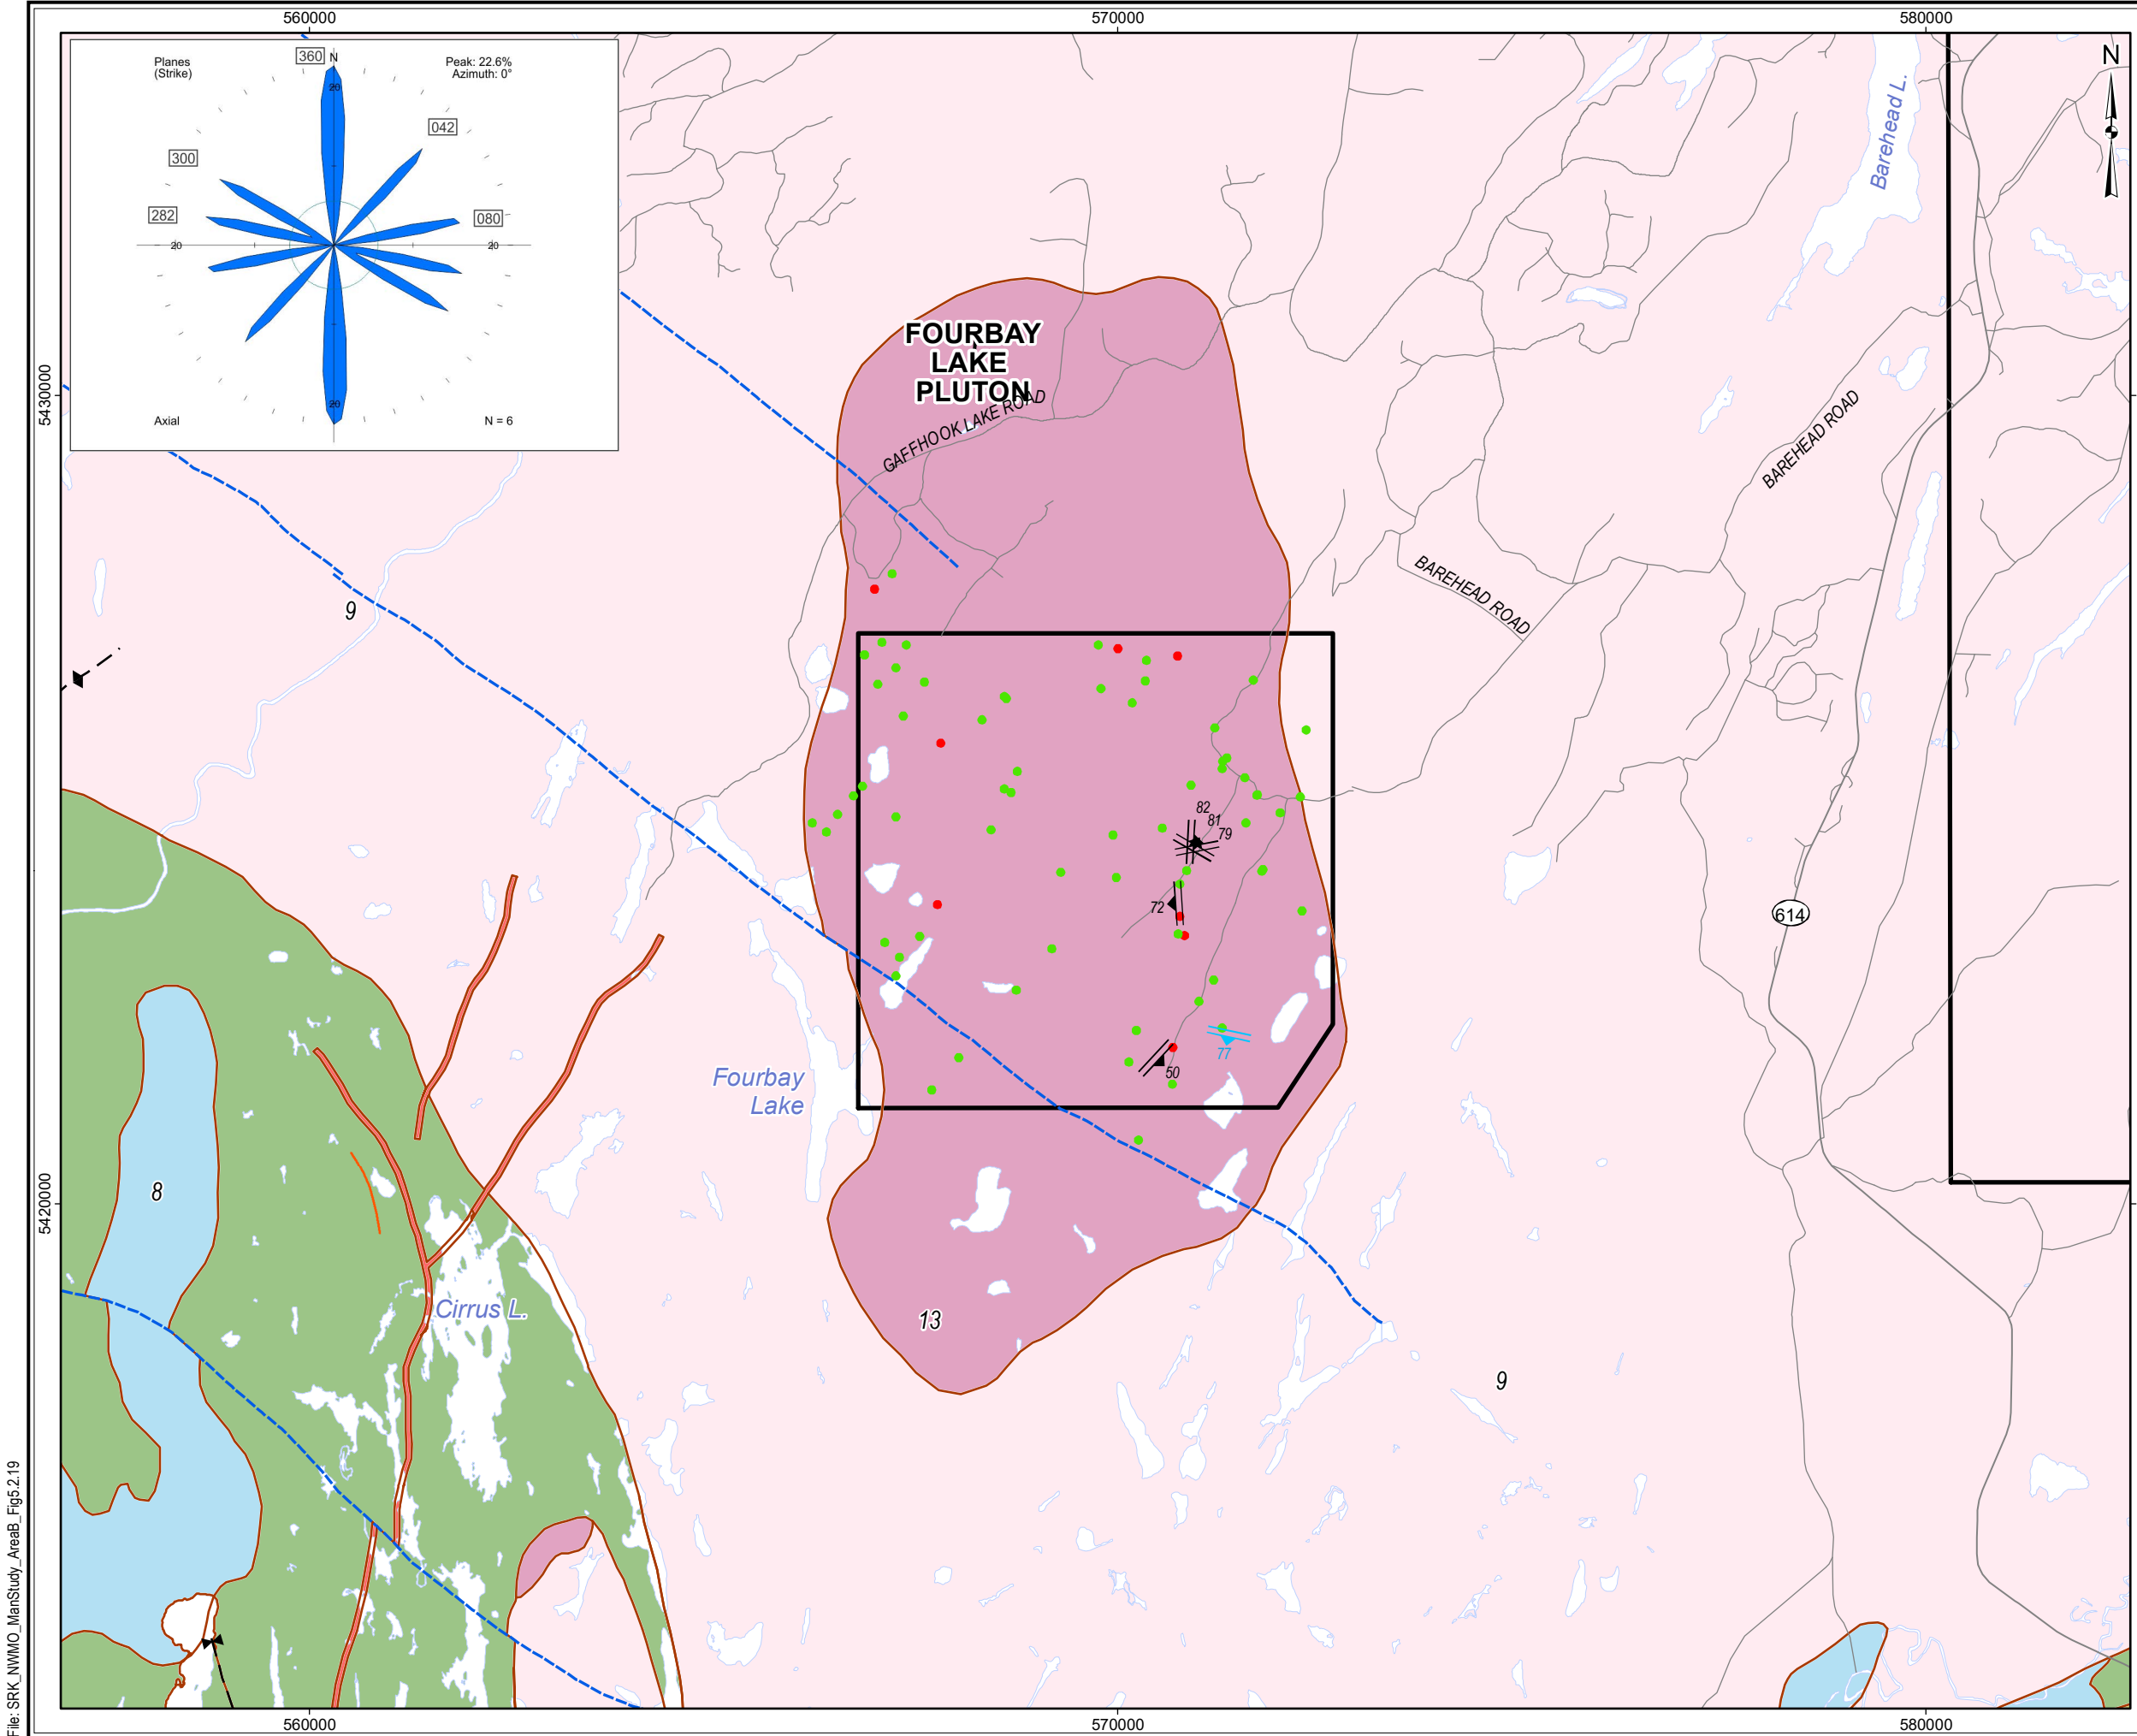 560000
570000
580000
Planes
(Strike)
360
N
Peak: 22.6%
Azimuth: 0°
20
042
300
282
080
20
20
20
Axial
N = 6
N
Barehead L.
FOURBAY
LAKE
PLUTON
GAFFHOOK LAKE ROAD
BAREHEAD ROAD
5430000
5430000
BAREHEAD ROAD
9
82
81
79
72
614
77
50
Fourbay
Lake
8
5420000
5420000
Cirrus L.
13
9
File: SRK_NWMO_ManStudy_AreaB_Fig5.2.19
560000
570000
580000